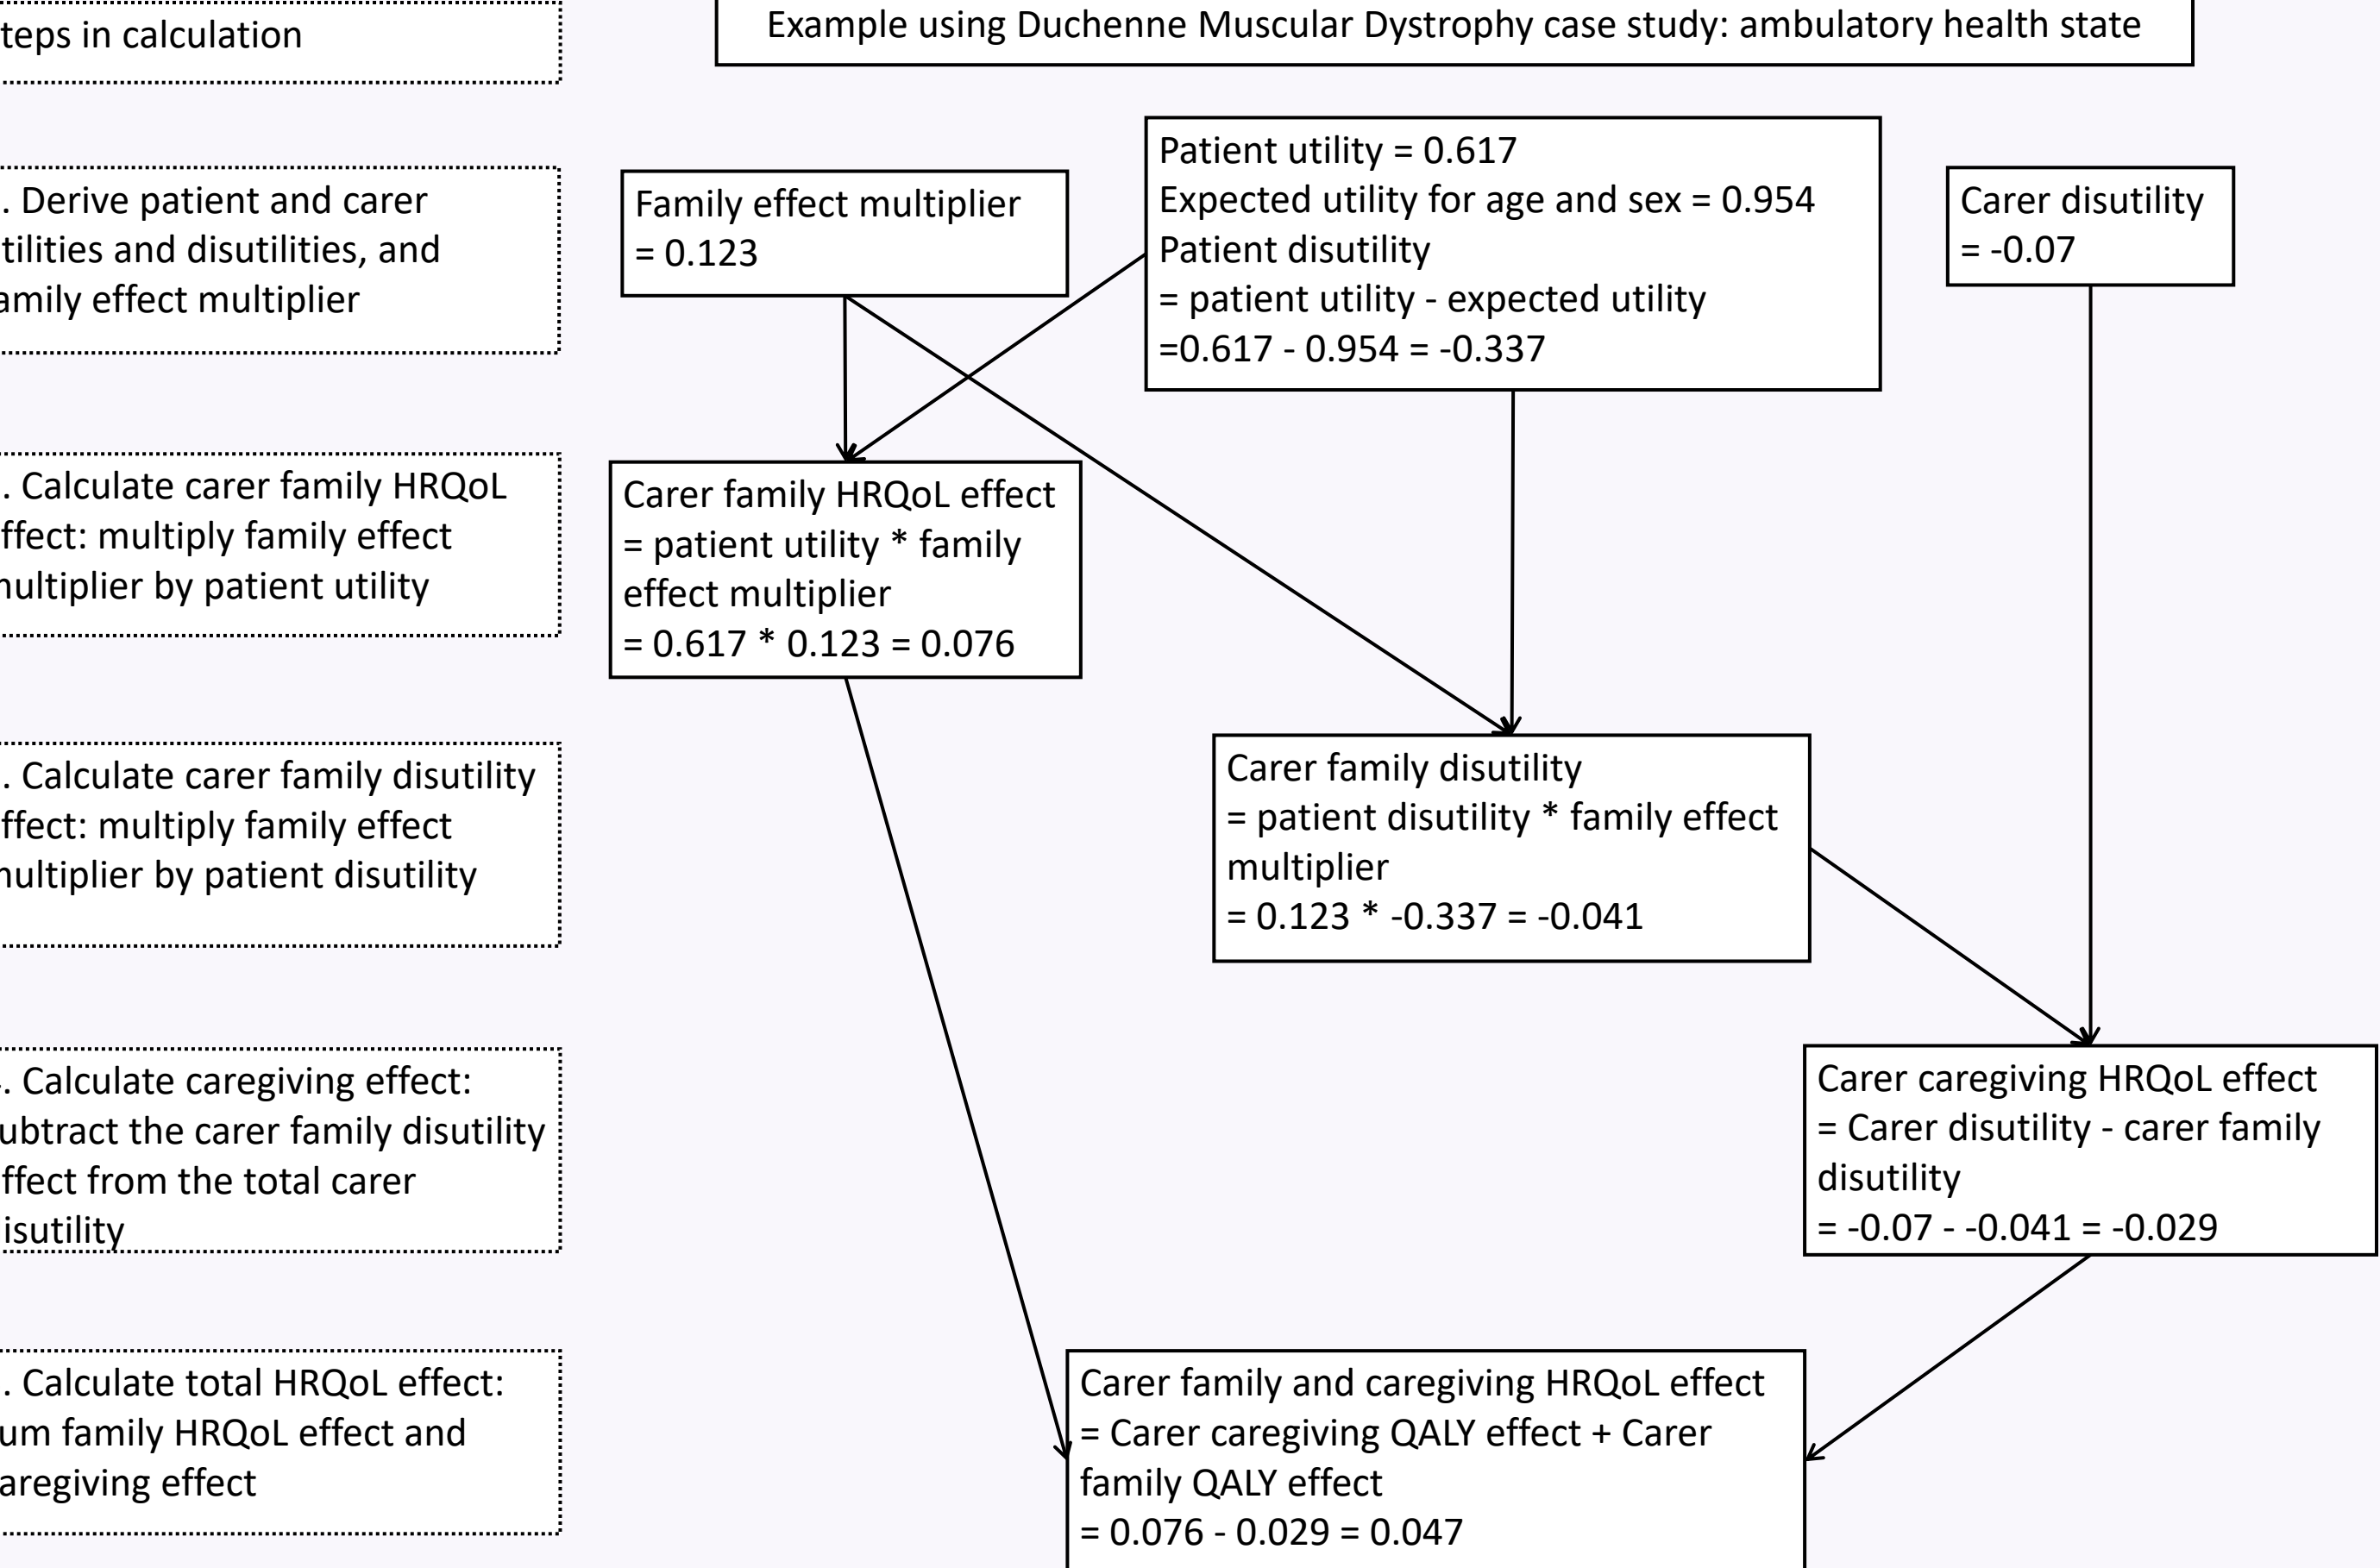 teps in calculation
Example using Duchenne Muscular Dystrophy case study: ambulatory health state
. Derive patient and carer
tilities and disutilities, and
amily effect multiplier
Family effect multiplier
= 0.123
Patient utility = 0.617
Expected utility for age and sex = 0.954
Patient disutility
= patient utility - expected utility
=0.617 - 0.954 = -0.337
Carer disutility
= -0.07
. Calculate carer family HRQoL
ffect: multiply family effect
nultiplier by patient utility
Carer family HRQoL effect
= patient utility * family
effect multiplier
= 0.617 * 0.123 = 0.076
. Calculate carer family disutility
ffect: multiply family effect
nultiplier by patient disutility
Carer family disutility
= patient disutility * family effect
multiplier
= 0.123 * -0.337 = -0.041
. Calculate caregiving effect:
ubtract the carer family disutility
ffect from the total carer
isutility
Carer caregiving HRQoL effect
= Carer disutility - carer family
disutility
= -0.07 - -0.041 = -0.029
. Calculate total HRQoL effect:
um family HRQoL effect and
aregiving effect
Carer family and caregiving HRQoL effect
= Carer caregiving QALY effect + Carer
family QALY effect
= 0.076 - 0.029 = 0.047